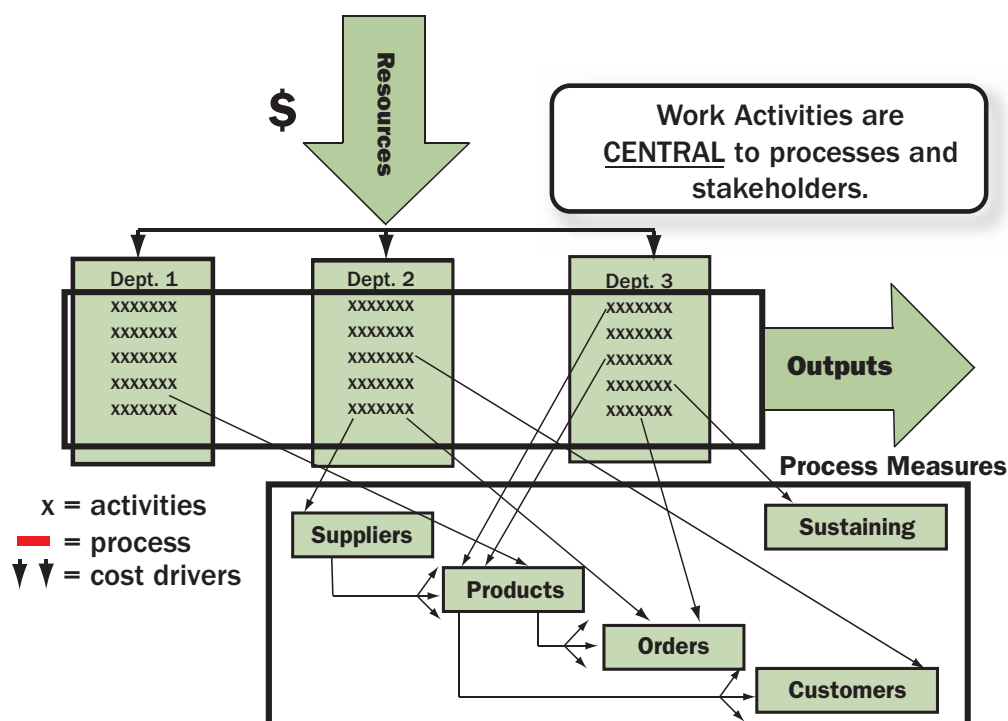 Resources
$
Work Activities are
CENTRAL to processes and
stakeholders.
Dept. 1
xxxxxxx
xxxxxxx
xxxxxxx
xxxxxxx
xxxxxxx
Dept. 2
xxxxxxx
xxxxxxx
xxxxxxx
xxxxxxx
xxxxxxx
Dept. 3
xxxxxxx
xxxxxxx
xxxxxxx
xxxxxxx
xxxxxxx
Outputs
Process Measures
x = activities
= process
= cost drivers
Suppliers
Sustaining
Products
Orders
Customers